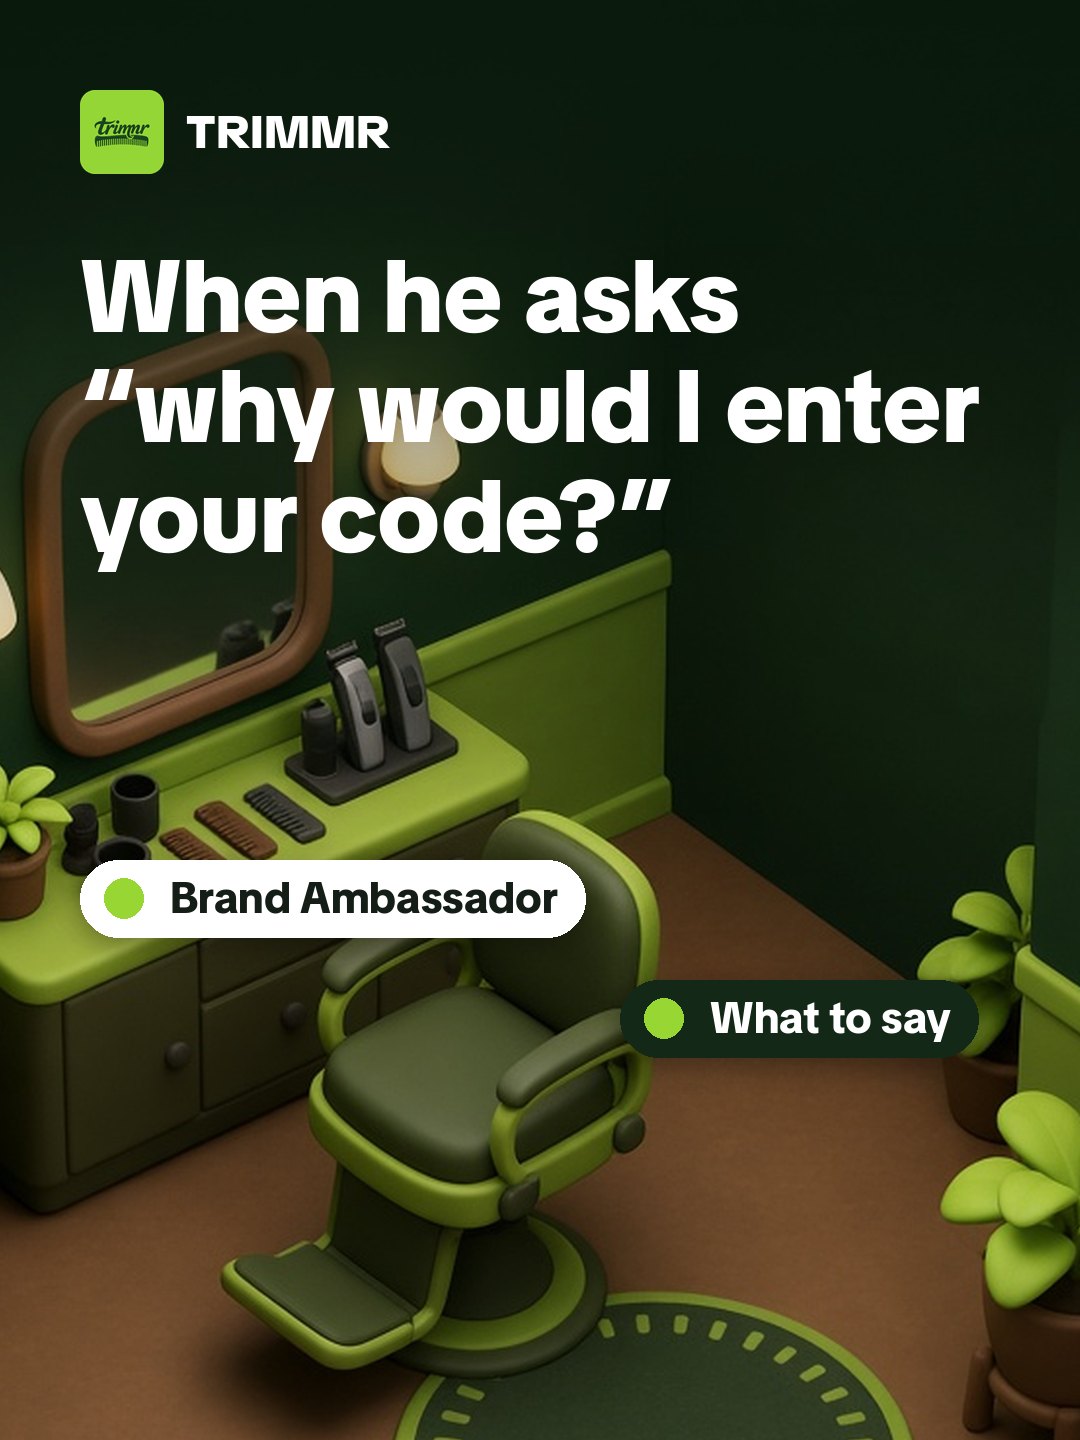 trimmr
TRIMMR
When he asks
“why would I enter
your code?”
Brand Ambassador
What to say